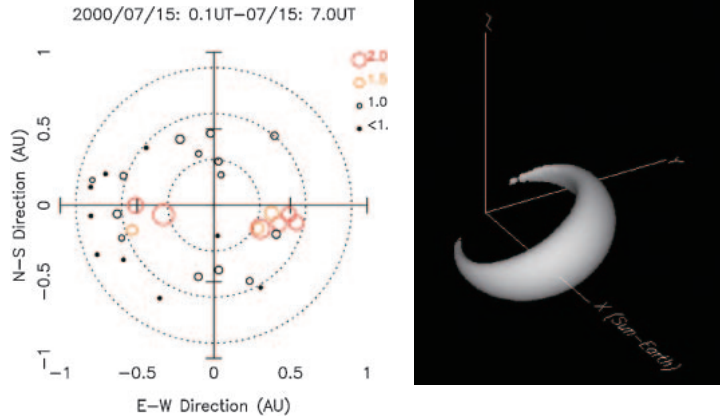 2000/07/15: 0.1UT-07/15: 7.0UT
1
0.5
0
-0.5
-1
N-S Direction (AU)
-1
-0.5
0
0.5
1
E-W Direction (AU)
2.0
1.5
1.0
<1.
Z
Y
X (Sun-Earth)